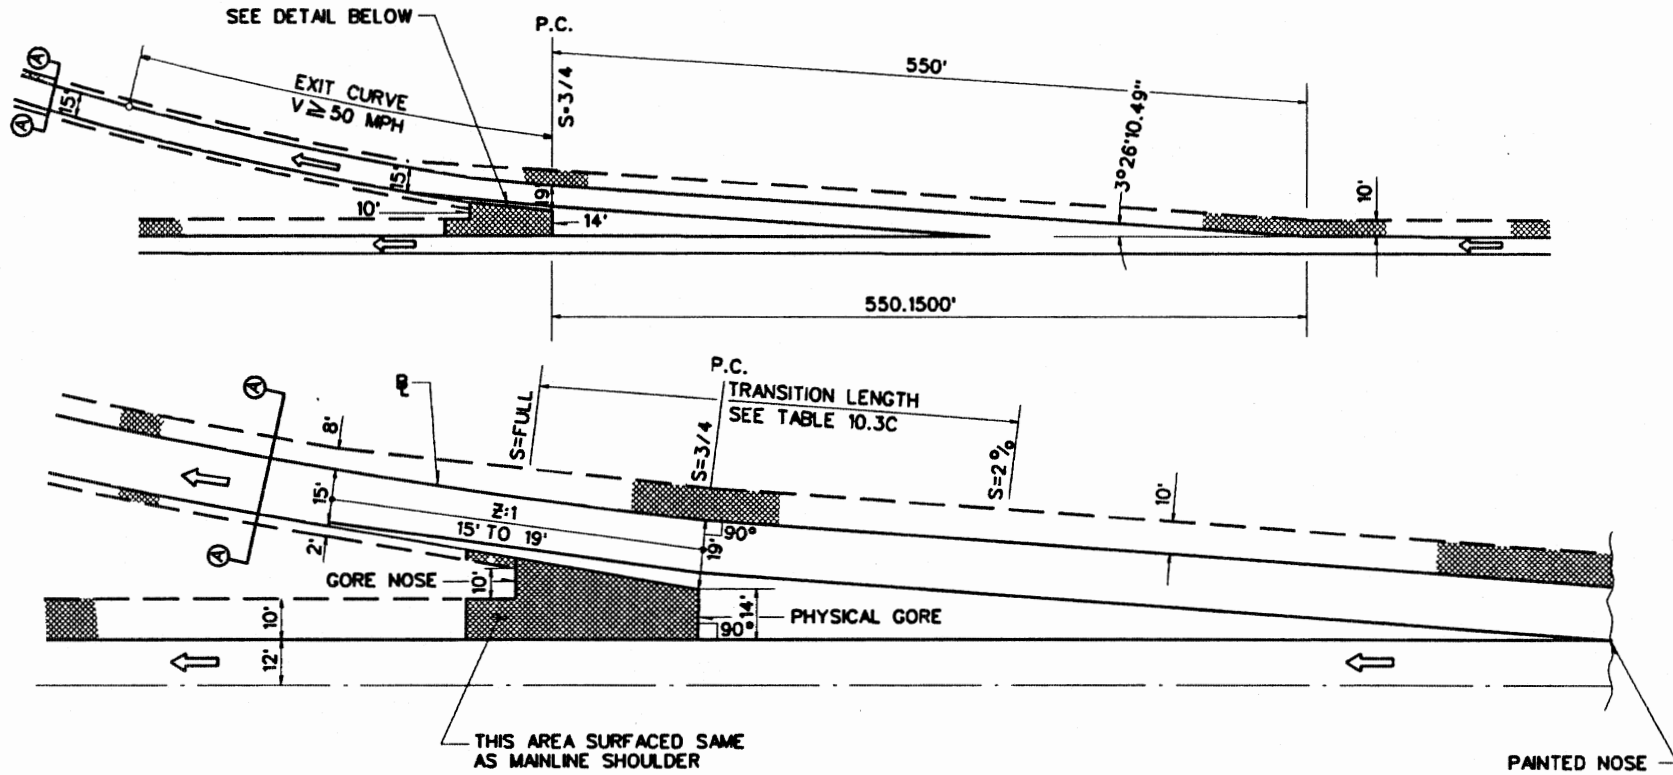 SEE DETAIL BELOW
P.C.
550'
A
A
15'
EXIT CURVE
V ≥ 50 MPH
S=3/4
3°26'10.49"
15'
19'
10'
14'
10'
550.1500'
P.C.
TRANSITION LENGTH
SEE TABLE 10.3C
A
A
S=FULL
S=3/4
S=2%
8'
15'
Z:1
15' TO 19'
2'
90°
19'
10'
GORE NOSE
10'
10'
12'
14'
90°
PHYSICAL GORE
THIS AREA SURFACED SAME
AS MAINLINE SHOULDER
PAINTED NOSE